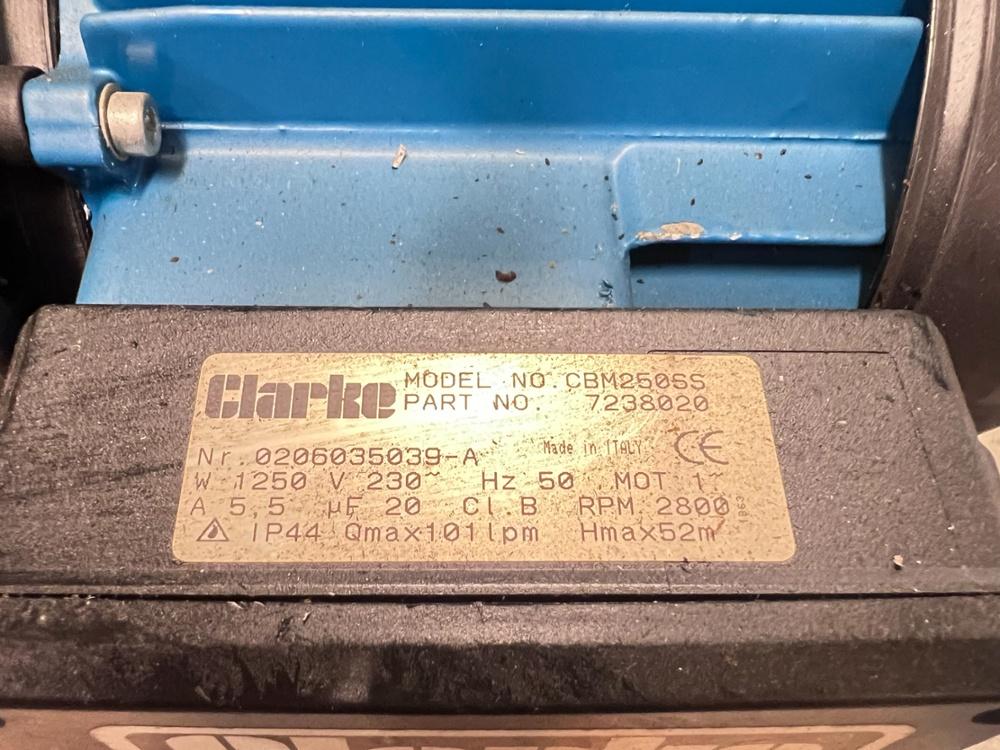 Clarke MODEL NO. CBM250SS
PART NO. 7238020
Nr. 0206035039-A Made in ITALY CE
W 1250 V 230~ Hz 50 MOT 1~
A 5,5 µF 20 Cl.B RPM 2800
IP44 Qmax101lpm Hmax52m